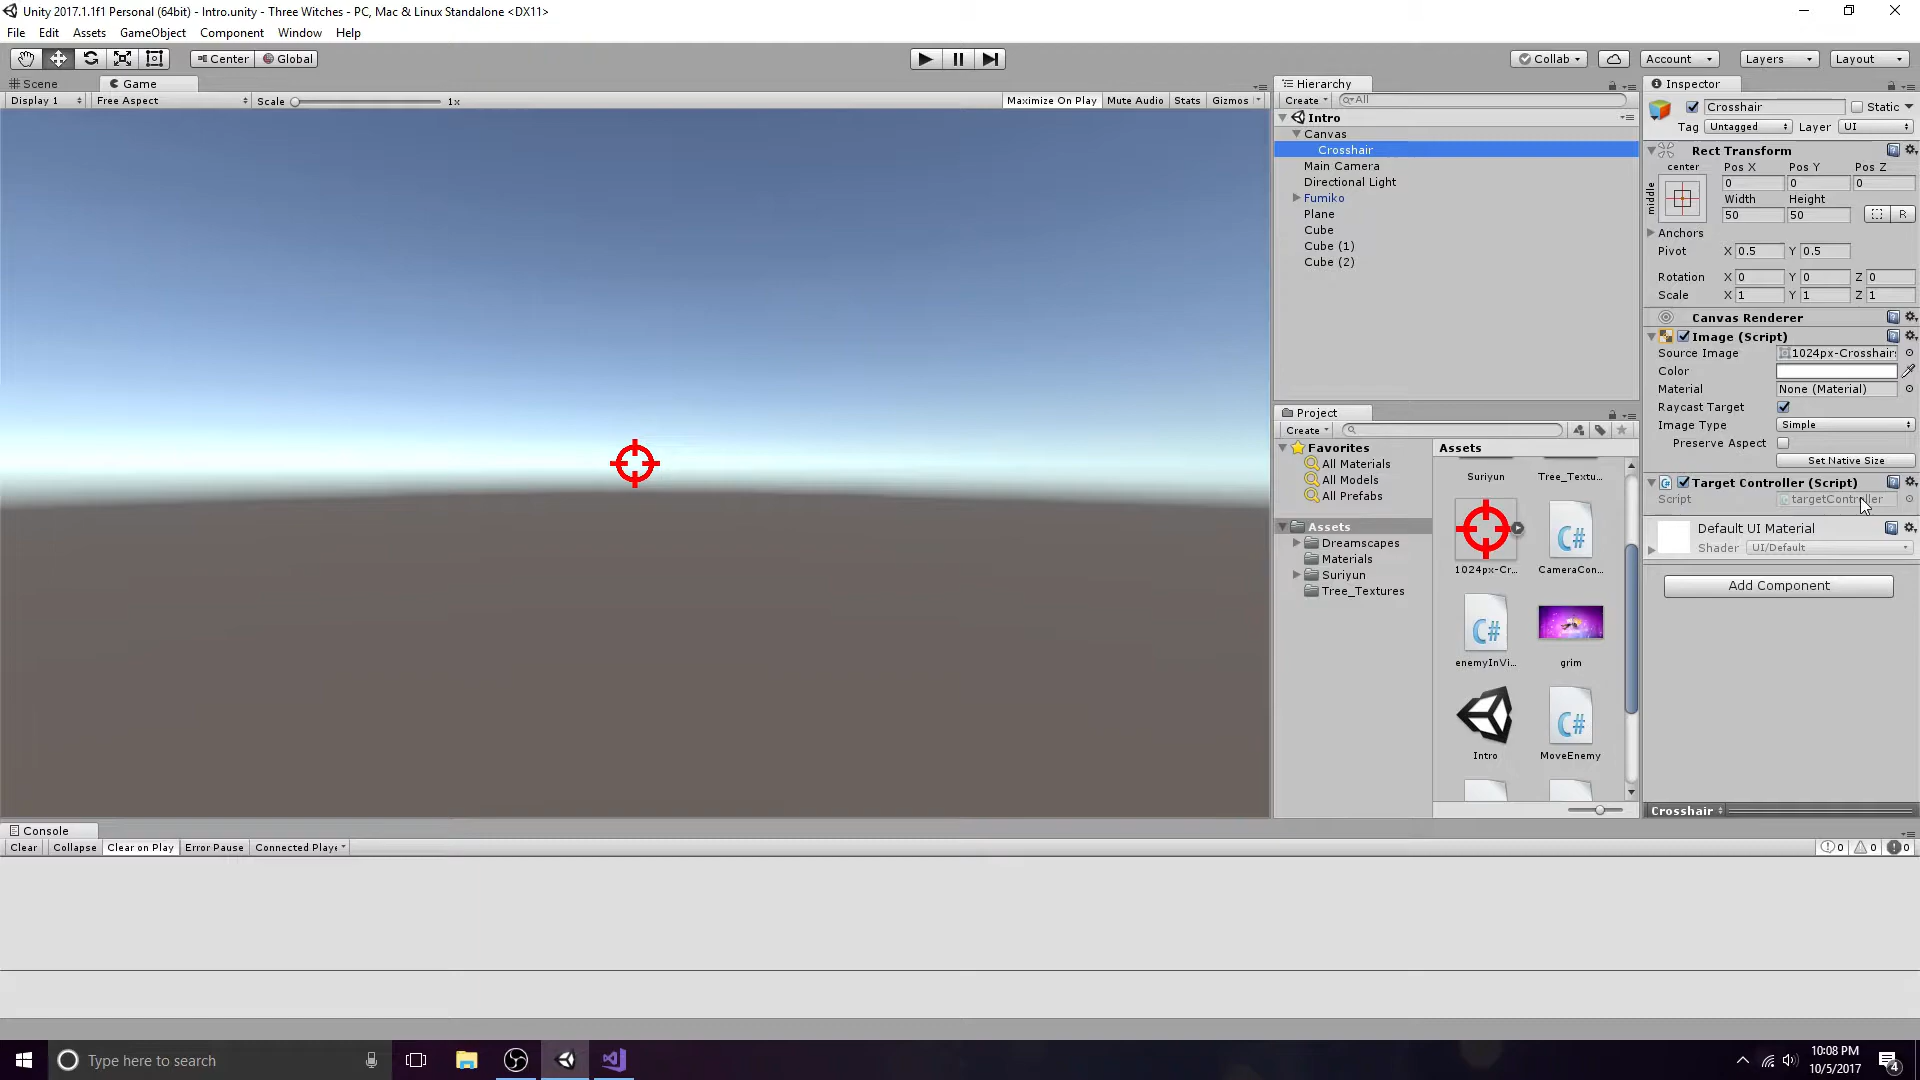 Unity 2017.1.1f1 Personal (64bit) - Intro.unity - Three Witches - PC, Mac & Linux Standalone <DX11>
File Edit Assets GameObject Component Window Help
Center Global
Collab Account Layers Layout
Scene Game
Display 1 Free Aspect Scale 1x Maximize On Play Mute Audio Stats Gizmos
Hierarchy
Create All
Intro
Canvas
Crosshair
Main Camera
Directional Light
Fumiko
Plane
Cube
Cube (1)
Cube (2)
Project
Create
Favorites
All Materials
All Models
All Prefabs
Assets
Dreamscapes
Materials
Suriyun
Tree_Textures
Assets
Suriyun Tree_Textu...
1024px-Cr... CameraCon...
C#
enemyInVi... grim
C#
Intro MoveEnemy
C#
Inspector
Crosshair Static
Tag Untagged Layer UI
Rect Transform
center Pos X Pos Y Pos Z
middle 0 0 0
Width Height
50 50 R
Anchors
Pivot X 0.5 Y 0.5
Rotation X 0 Y 0 Z 0
Scale X 1 Y 1 Z 1
Canvas Renderer
Image (Script)
Source Image 1024px-Crosshairs
Color
Material None (Material)
Raycast Target
Image Type Simple
Preserve Aspect
Set Native Size
Target Controller (Script)
Script targetController
Default UI Material
Shader UI/Default
Add Component
Crosshair
Console
Clear Collapse Clear on Play Error Pause Connected Playe
0 0 0
Type here to search
10:08 PM
10/5/2017
4